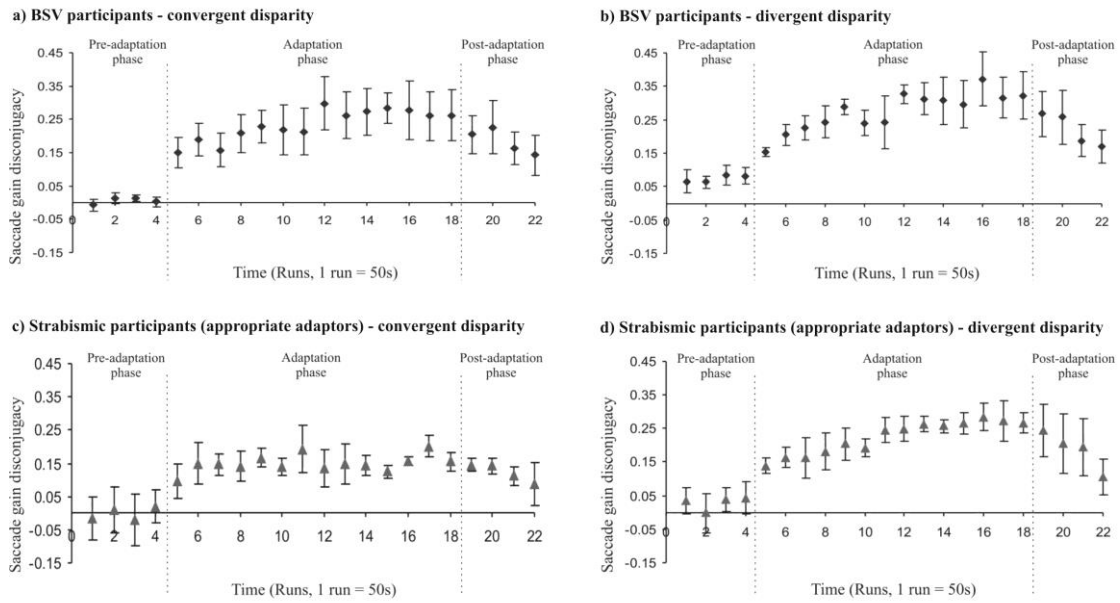 a) BSV participants - convergent disparity
Pre-adaptation phase
Adaptation phase
Post-adaptation phase
Saccade gain disconjugacy
0.45
0.35
0.25
0.15
0.05
-0.05
-0.15
0 2 4 6 8 10 12 14 16 18 20 22
Time (Runs, 1 run = 50s)
b) BSV participants - divergent disparity
Pre-adaptation phase
Adaptation phase
Post-adaptation phase
Saccade gain disconjugacy
0.45
0.35
0.25
0.15
0.05
-0.05
-0.15
0 2 4 6 8 10 12 14 16 18 20 22
Time (Runs, 1 run = 50s)
c) Strabismic participants (appropriate adaptors) - convergent disparity
Pre-adaptation phase
Adaptation phase
Post-adaptation phase
Saccade gain disconjugacy
0.45
0.35
0.25
0.15
0.05
-0.05
-0.15
0 2 4 6 8 10 12 14 16 18 20 22
Time (Runs, 1 run = 50s)
d) Strabismic participants (appropriate adaptors) - divergent disparity
Pre-adaptation phase
Adaptation phase
Post-adaptation phase
Saccade gain disconjugacy
0.45
0.35
0.25
0.15
0.05
-0.05
-0.15
0 2 4 6 8 10 12 14 16 18 20 22
Time (Runs, 1 run = 50s)